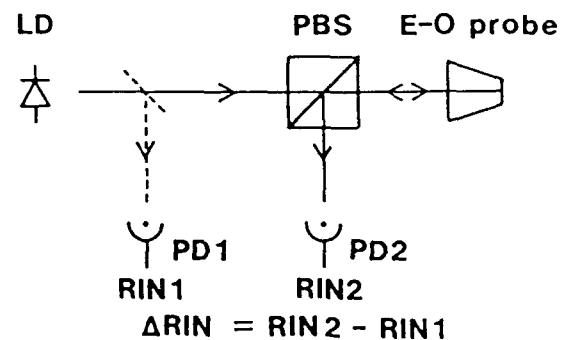 LD PBS E-O probe
PD1 PD2
RIN1 RIN2
ΔRIN = RIN2 - RIN1